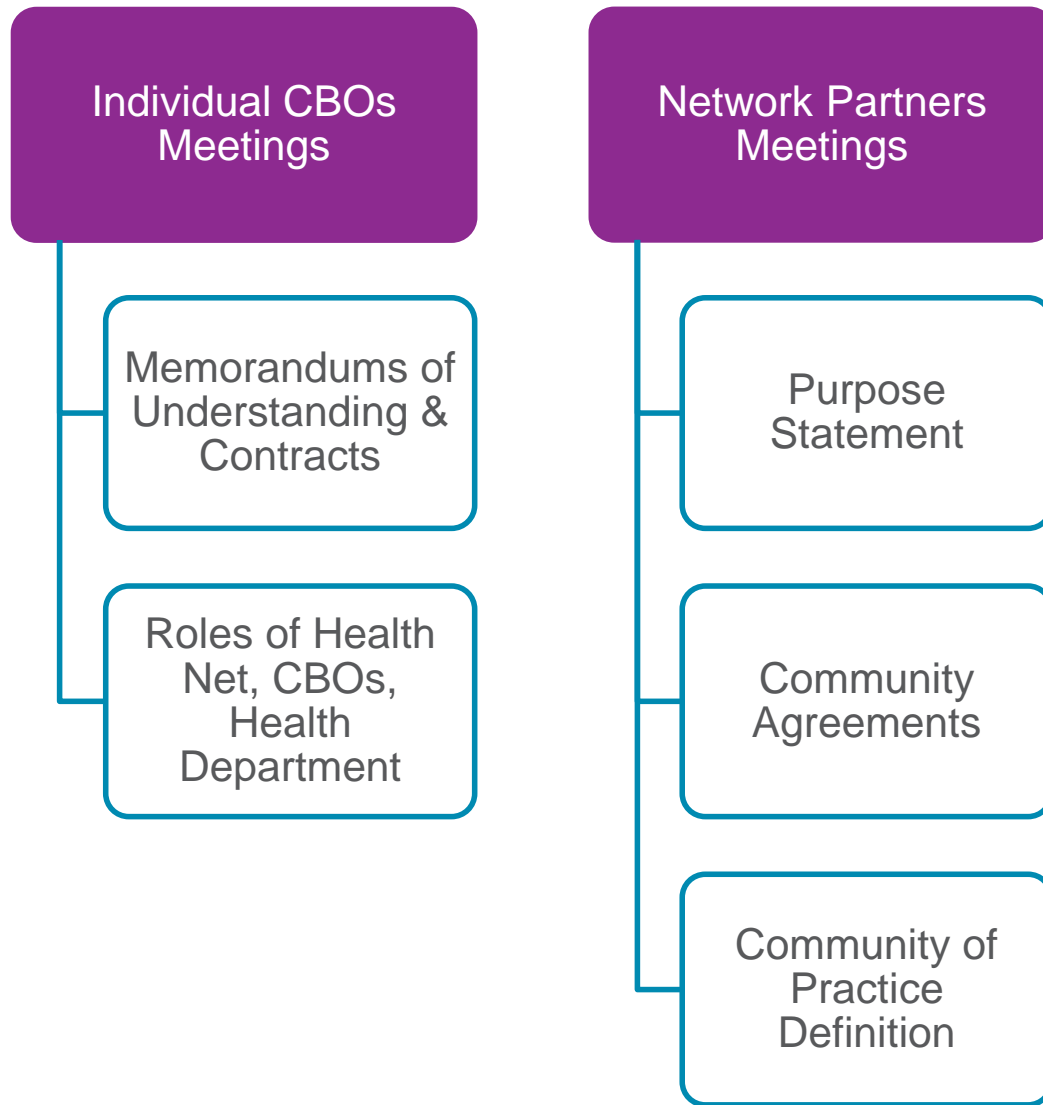 Individual CBOs
Meetings
Memorandums of
Understanding &
Contracts
Roles of Health
Net, CBOs,
Health
Department
Network Partners
Meetings
Purpose
Statement
Community
Agreements
Community of
Practice
Definition